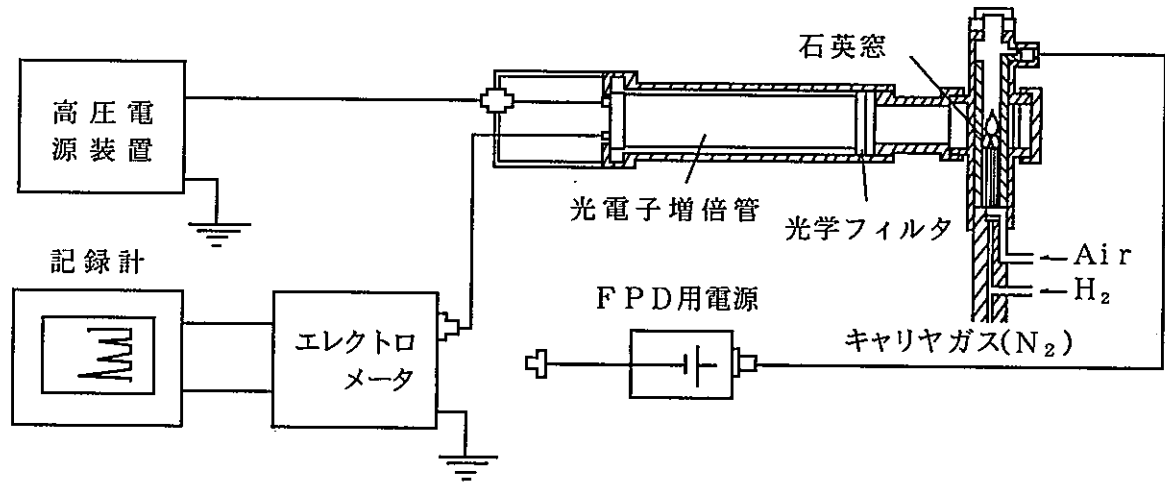 石英窓
高圧電
源装置
光電子増倍管
光学フィルタ
Air
H₂
記録計
FPD用電源
エレクトロ
メータ
キャリヤガス(N₂)